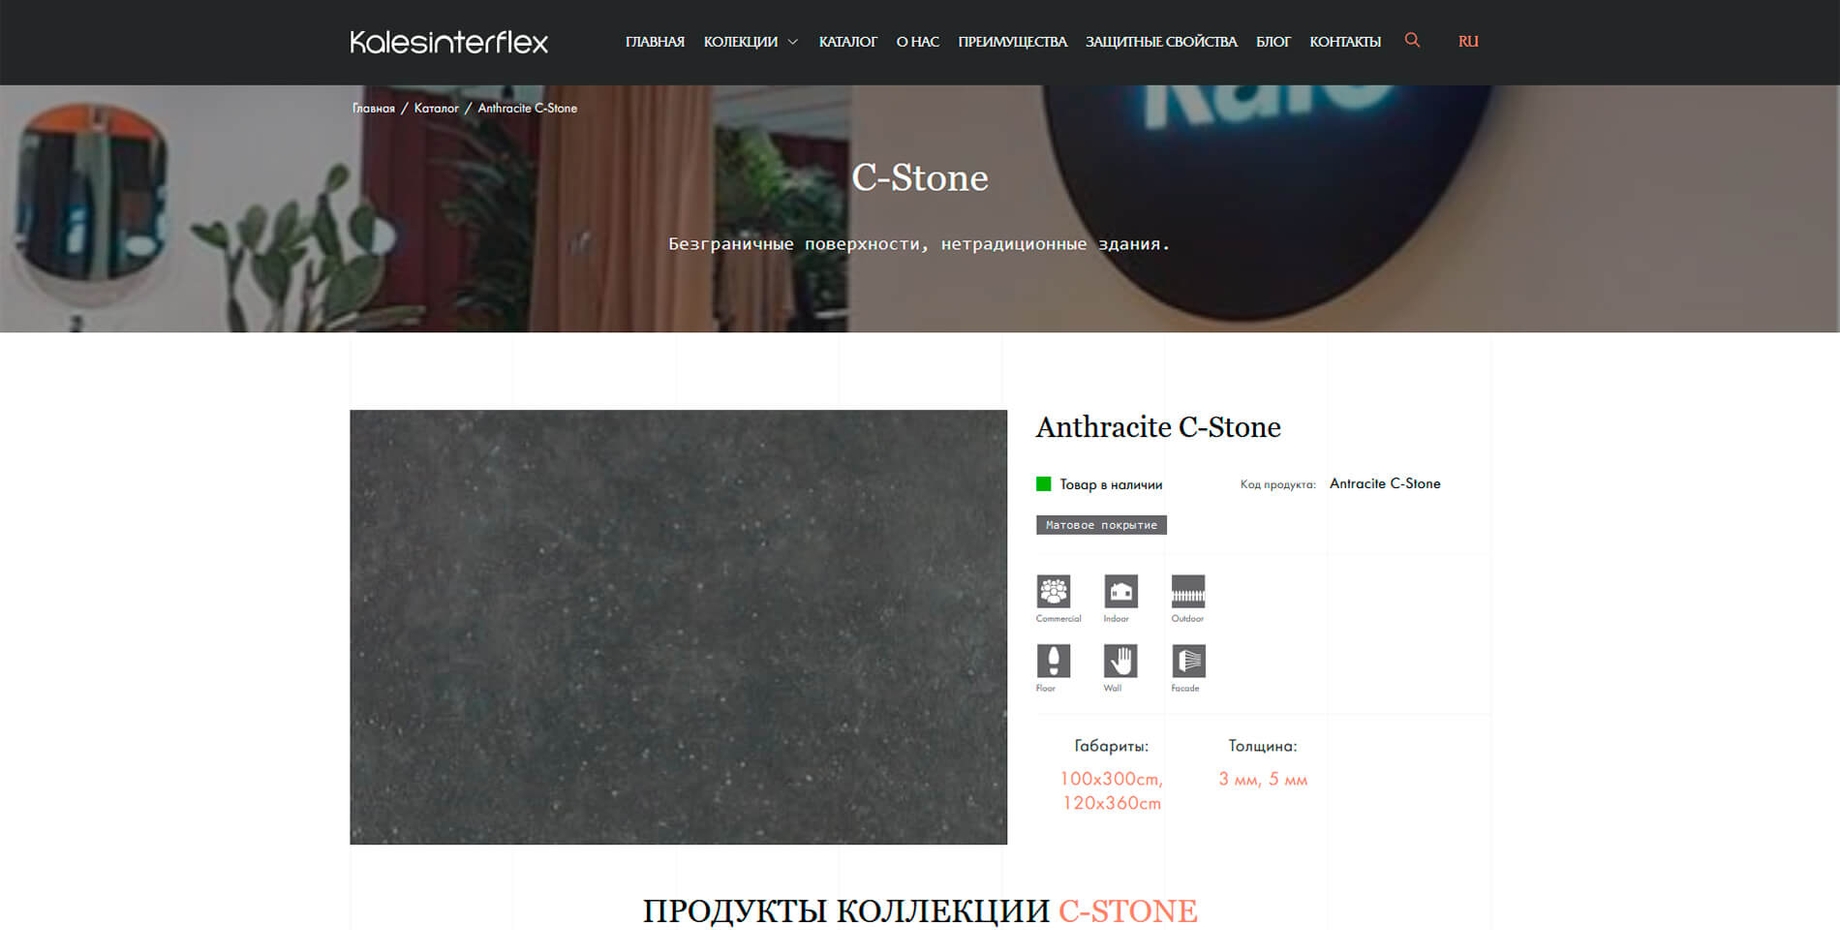 Kalesinterflex
ГЛАВНАЯ КОЛЕКЦИИ КАТАЛОГ О НАС ПРЕИМУЩЕСТВА ЗАЩИТНЫЕ СВОЙСТВА БЛОГ КОНТАКТЫ RU
Главная / Каталог / Anthracite C-Stone
Kale
C-Stone
Безграничные поверхности, нетрадиционные здания.
Anthracite C-Stone
Товар в наличии Код продукта: Antracite C-Stone
Матовое покрытие
Commercial Indoor Outdoor
Floor Wall Facade
Габариты: Толщина:
100x300cm, 3 мм, 5 мм
120x360cm
ПРОДУКТЫ КОЛЛЕКЦИИ C-STONE